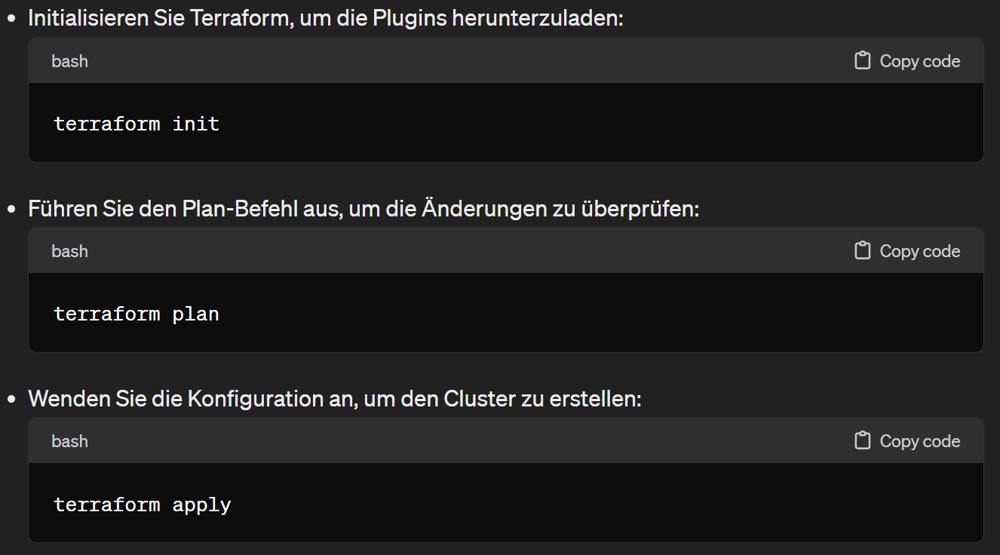 Initialisieren Sie Terraform, um die Plugins herunterzuladen:
bash Copy code
terraform init
Führen Sie den Plan-Befehl aus, um die Änderungen zu überprüfen:
bash Copy code
terraform plan
Wenden Sie die Konfiguration an, um den Cluster zu erstellen:
bash Copy code
terraform apply